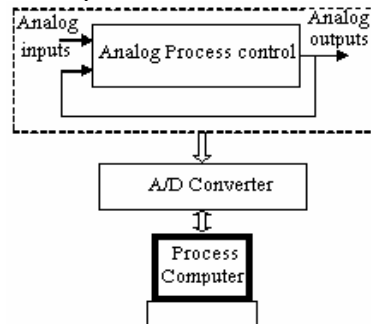 Analog
inputs
Analog Process control
Analog
outputs
A/D Converter
Process
Computer